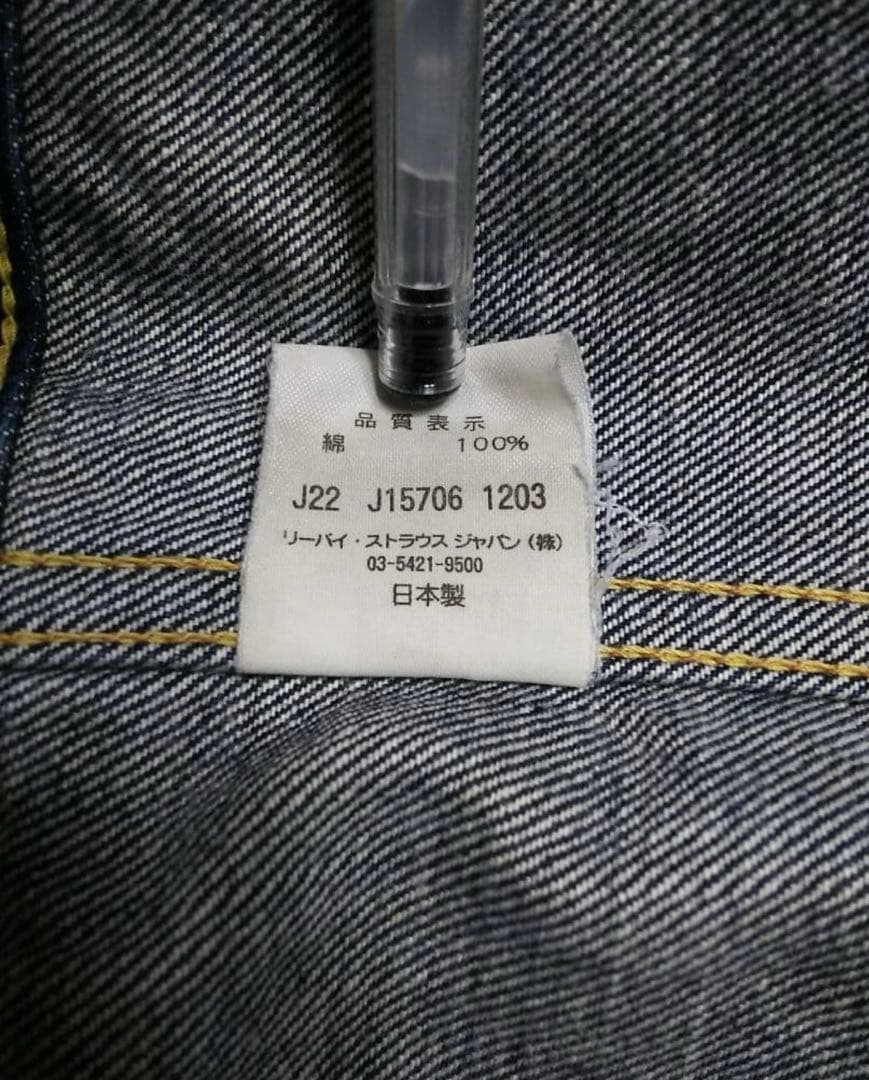 品質表示
綿 100%
J22 J15706 1203
リーバイ・ストラウス ジャパン(株)
03-5421-9500
日本製